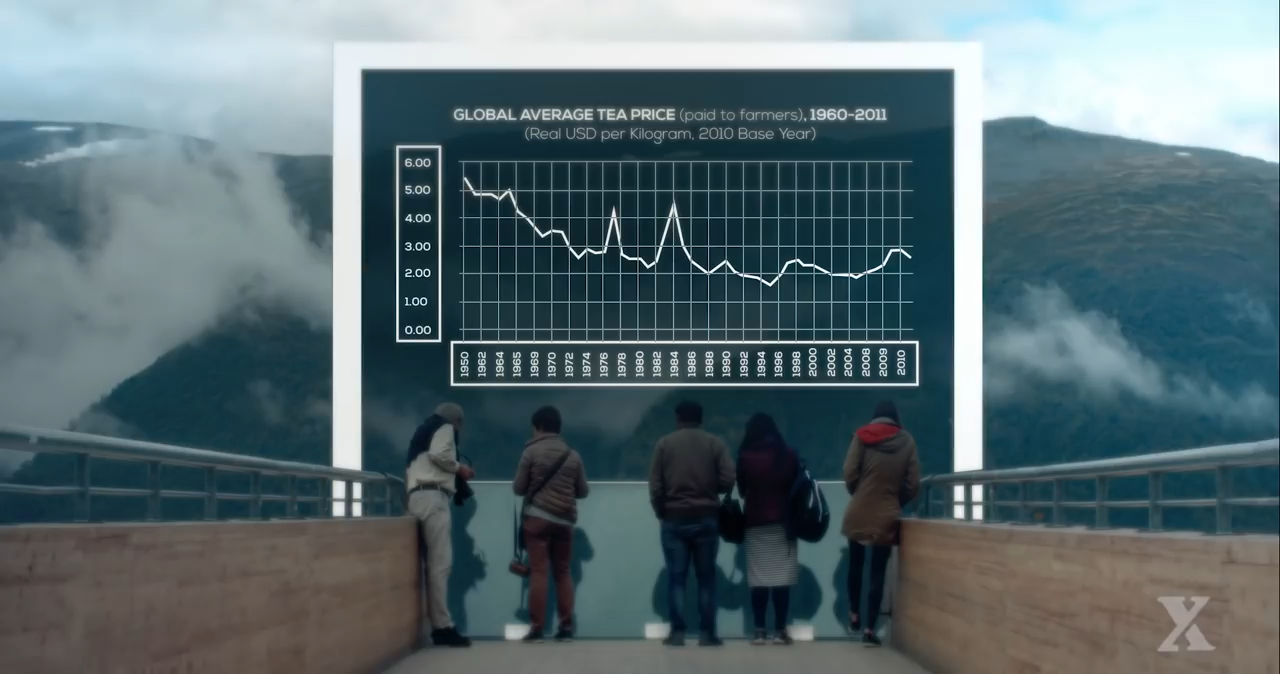 GLOBAL AVERAGE TEA PRICE (paid to farmers), 1960-2011
(Real USD per Kilogram, 2010 Base Year)
6.00
5.00
4.00
3.00
2.00
1.00
0.00
1950 1962 1964 1965 1969 1970 1972 1974 1976 1978 1980 1982 1984 1986 1988 1990 1992 1994 1996 1998 2000 2002 2004 2008 2009 2010
X